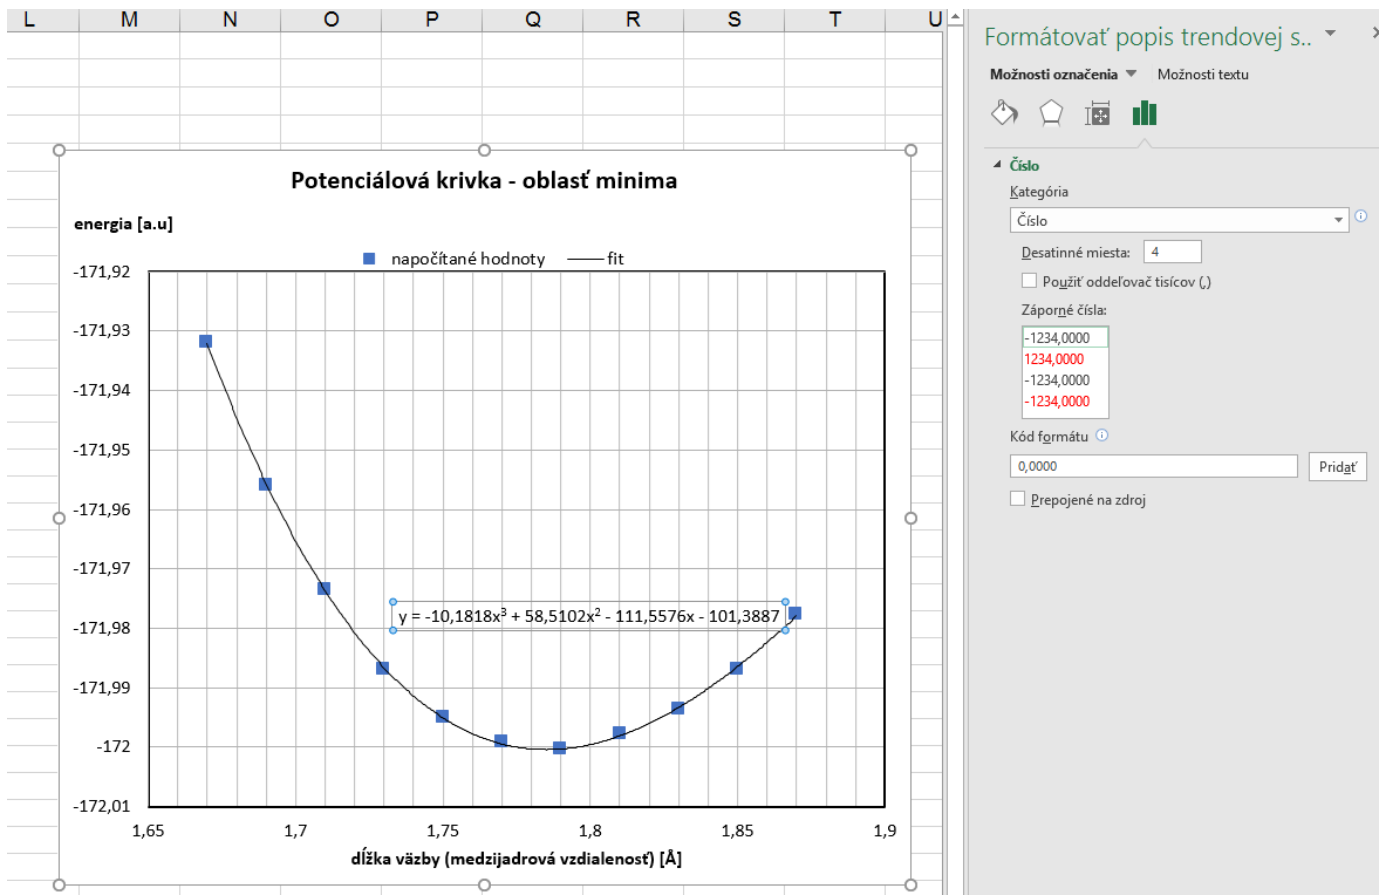 L M N O P Q R S T U
Potenciálová krivka - oblasť minima
energia [a.u]
napočítané hodnoty fit
-171,92
-171,93
-171,94
-171,95
-171,96
-171,97
-171,98
-171,99
-172
-172,01
y = -10,1818x³ + 58,5102x² - 111,5576x - 101,3887
1,65 1,7 1,75 1,8 1,85 1,9
dĺžka väzby (medzijadrová vzdialenosť) [Å]
Formátovať popis trendovej s..
Možnosti označenia Možnosti textu
Číslo
Kategória
Číslo
Desatinné miesta: 4
Použiť oddeľovač tisícov (,)
Záporné čísla:
-1234,0000
1234,0000
-1234,0000
-1234,0000
Kód formátu
0,0000
Pridať
Prepojené na zdroj